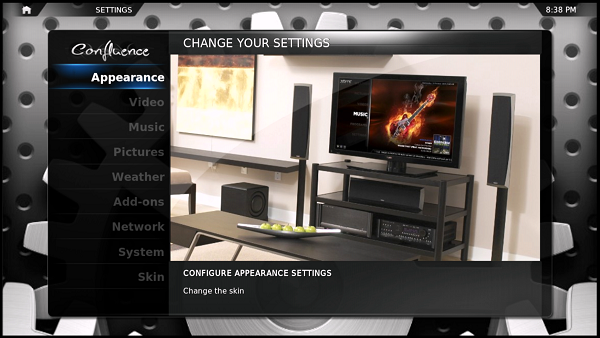 SETTINGS
8:38 PM
Confluence
CHANGE YOUR SETTINGS
Appearance
Video
Music
Pictures
Weather
Add-ons
Network
System
Skin
MUSIC
CONFIGURE APPEARANCE SETTINGS
Change the skin